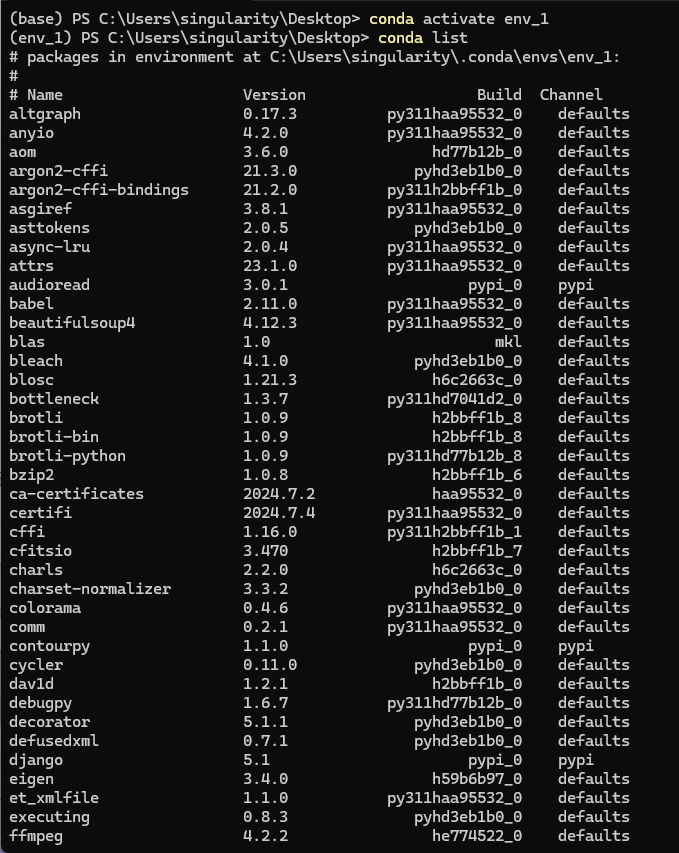 (base) PS C:\Users\singularity\Desktop> conda activate env_1
(env_1) PS C:\Users\singularity\Desktop> conda list
# packages in environment at C:\Users\singularity\.conda\envs\env_1:
#
# Name                    Version                   Build  Channel
altgraph                  0.17.3          py311haa95532_0    defaults
anyio                     4.2.0           py311haa95532_0    defaults
aom                       3.6.0                hd77b12b_0    defaults
argon2-cffi               21.3.0             pyhd3eb1b0_0    defaults
argon2-cffi-bindings      21.2.0          py311h2bbff1b_0    defaults
asgiref                   3.8.1           py311haa95532_0    defaults
asttokens                 2.0.5              pyhd3eb1b0_0    defaults
async-lru                 2.0.4           py311haa95532_0    defaults
attrs                     23.1.0          py311haa95532_0    defaults
audioread                 3.0.1                    pypi_0    pypi
babel                     2.11.0          py311haa95532_0    defaults
beautifulsoup4            4.12.3          py311haa95532_0    defaults
blas                      1.0                         mkl    defaults
bleach                    4.1.0              pyhd3eb1b0_0    defaults
blosc                     1.21.3               h6c2663c_0    defaults
bottleneck                1.3.7           py311hd7041d2_0    defaults
brotli                    1.0.9                h2bbff1b_8    defaults
brotli-bin                1.0.9                h2bbff1b_8    defaults
brotli-python             1.0.9           py311hd77b12b_8    defaults
bzip2                     1.0.8                h2bbff1b_6    defaults
ca-certificates           2024.7.2             haa95532_0    defaults
certifi                   2024.7.4        py311haa95532_0    defaults
cffi                      1.16.0          py311h2bbff1b_1    defaults
cfitsio                   3.470                h2bbff1b_7    defaults
charls                    2.2.0                h6c2663c_0    defaults
charset-normalizer        3.3.2              pyhd3eb1b0_0    defaults
colorama                  0.4.6           py311haa95532_0    defaults
comm                      0.2.1           py311haa95532_0    defaults
contourpy                 1.1.0                    pypi_0    pypi
cycler                    0.11.0             pyhd3eb1b0_0    defaults
dav1d                     1.2.1                h2bbff1b_0    defaults
debugpy                   1.6.7           py311hd77b12b_0    defaults
decorator                 5.1.1              pyhd3eb1b0_0    defaults
defusedxml                0.7.1              pyhd3eb1b0_0    defaults
django                    5.1                      pypi_0    pypi
eigen                     3.4.0                h59b6b97_0    defaults
et_xmlfile                1.1.0           py311haa95532_0    defaults
executing                 0.8.3              pyhd3eb1b0_0    defaults
ffmpeg                    4.2.2                he774522_0    defaults